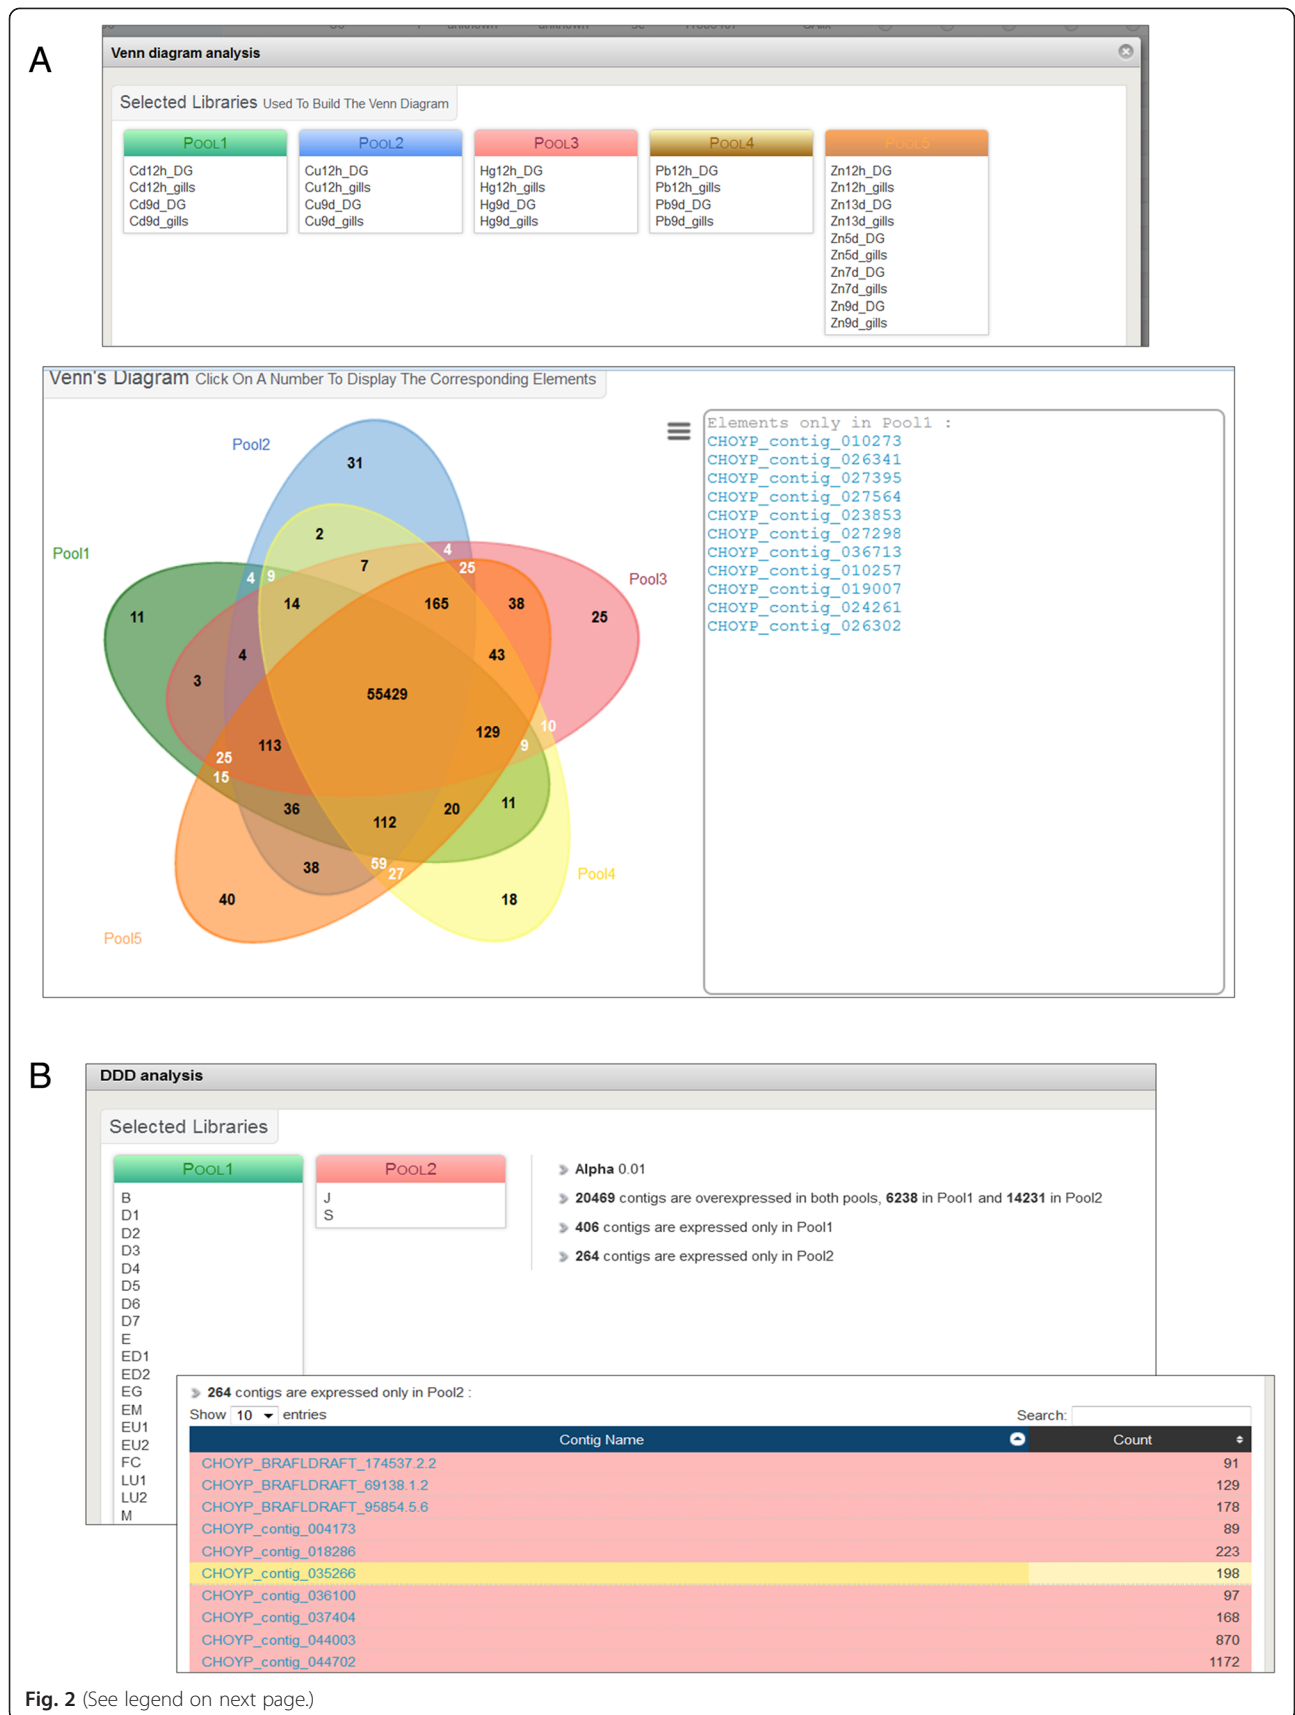 A
Venn diagram analysis
Selected Libraries Used To Build The Venn Diagram
POOL1
Cd12h_DG
Cd12h_gills
Cd9d_DG
Cd9d_gills
POOL2
Cu12h_DG
Cu12h_gills
Cu9d_DG
Cu9d_gills
POOL3
Hg12h_DG
Hg12h_gills
Hg9d_DG
Hg9d_gills
POOL4
Pb12h_DG
Pb12h_gills
Pb9d_DG
Pb9d_gills
POOL5
Zn12h_DG
Zn12h_gills
Zn13d_DG
Zn13d_gills
Zn5d_DG
Zn5d_gills
Zn7d_DG
Zn7d_gills
Zn9d_DG
Zn9d_gills
Venn's Diagram Click On A Number To Display The Corresponding Elements
Pool2
31
2
Pool1
4
7
25
4 9
Pool3
11
14
165
38
25
4
43
3
55429
10
129
9
113
25
15
36
112
20
11
38
59
27
Pool4
40
18
Pool5
Elements only in Pool1 :
CHOYP_contig_010273
CHOYP_contig_026341
CHOYP_contig_027395
CHOYP_contig_027564
CHOYP_contig_023853
CHOYP_contig_027298
CHOYP_contig_036713
CHOYP_contig_010257
CHOYP_contig_019007
CHOYP_contig_024261
CHOYP_contig_026302
B
DDD analysis
Selected Libraries
POOL1
B
D1
D2
D3
D4
D5
D6
D7
E
ED1
ED2
EG
EM
EU1
EU2
FC
LU1
LU2
M
POOL2
J
S
Alpha 0.01
20469 contigs are overexpressed in both pools, 6238 in Pool1 and 14231 in Pool2
406 contigs are expressed only in Pool1
264 contigs are expressed only in Pool2
264 contigs are expressed only in Pool2 :
Show 10 entries
Search:
Contig Name Count
CHOYP_BRAFLDRAFT_174537.2.2 91
CHOYP_BRAFLDRAFT_69138.1.2 129
CHOYP_BRAFLDRAFT_95854.5.6 178
CHOYP_contig_004173 89
CHOYP_contig_018286 223
CHOYP_contig_035266 198
CHOYP_contig_036100 97
CHOYP_contig_037404 168
CHOYP_contig_044003 870
CHOYP_contig_044702 1172
Fig. 2 (See legend on next page.)